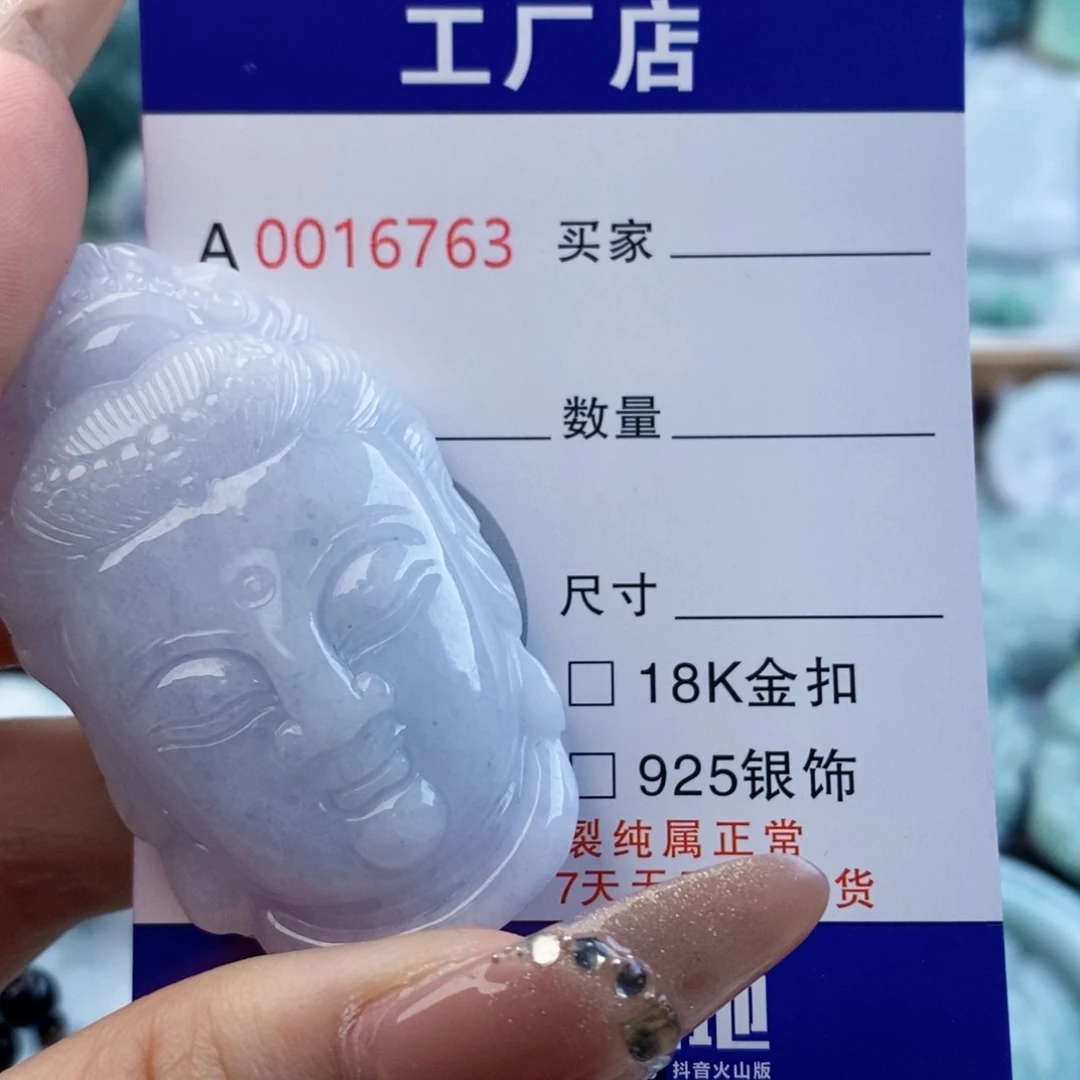 工厂店
A 0016763 买家
数量
尺寸
□ 18K金扣
□ 925银饰
裂纯属正常
7天无 货
抖音火山版